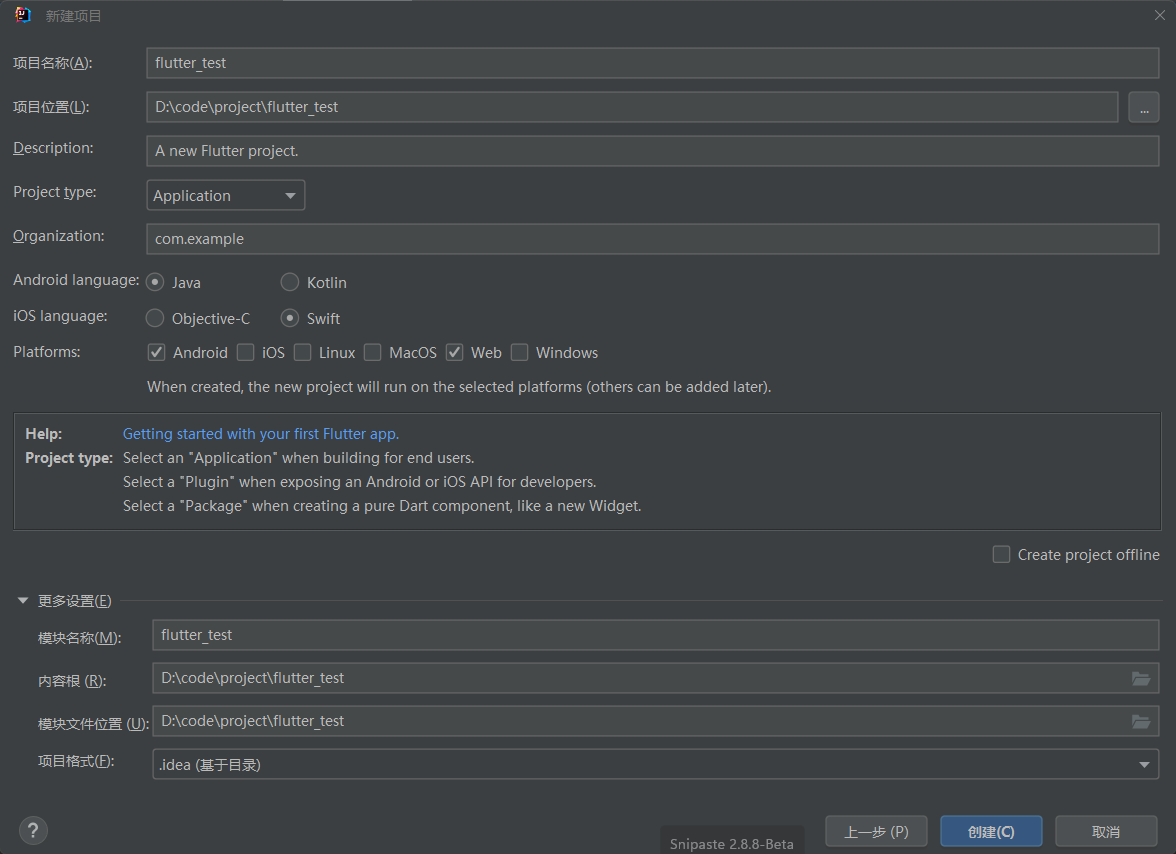 新建项目
项目名称(A): flutter_test
项目位置(L): D:\code\project\flutter_test ...
Description: A new Flutter project.
Project type: Application
Organization: com.example
Android language: Java Kotlin
iOS language: Objective-C Swift
Platforms: Android iOS Linux MacOS Web Windows
When created, the new project will run on the selected platforms (others can be added later).
Help: Getting started with your first Flutter app.
Project type: Select an "Application" when building for end users.
Select a "Plugin" when exposing an Android or iOS API for developers.
Select a "Package" when creating a pure Dart component, like a new Widget.
Create project offline
更多设置(E)
模块名称(M): flutter_test
内容根 (R): D:\code\project\flutter_test
模块文件位置 (U): D:\code\project\flutter_test
项目格式(F): .idea (基于目录)
? 上一步 (P) 创建(C) 取消
Snipaste 2.8.8-Beta